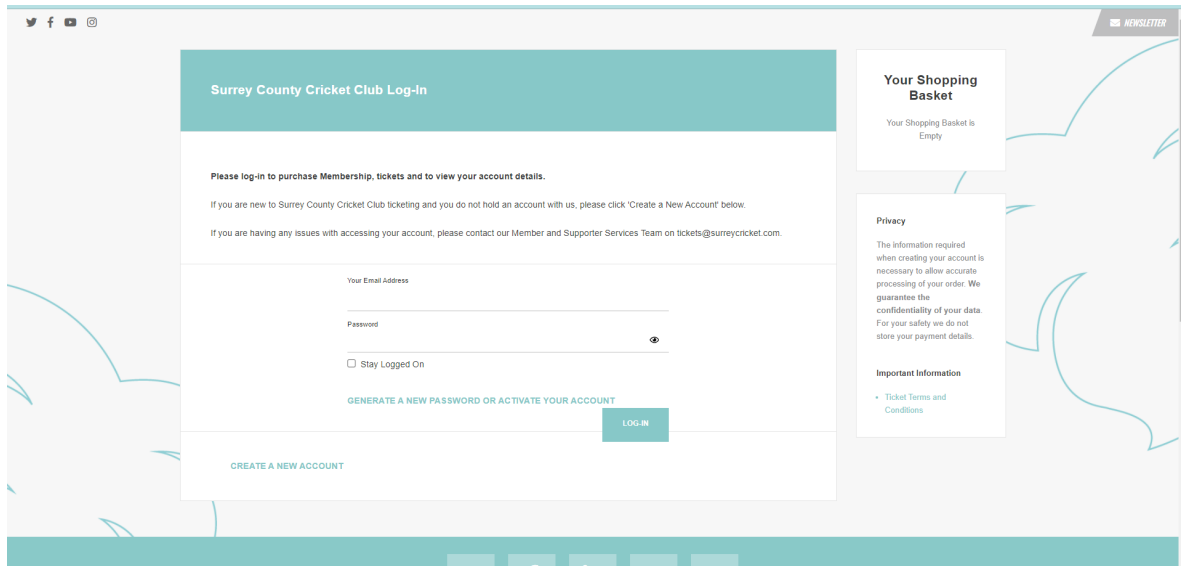 NEWSLETTER
Surrey County Cricket Club Log-In
Please log-in to purchase Membership, tickets and to view your account details.
If you are new to Surrey County Cricket Club ticketing and you do not hold an account with us, please click 'Create a New Account' below.
If you are having any issues with accessing your account, please contact our Member and Supporter Services Team on tickets@surreycricket.com.
Your Email Address
Password
Stay Logged On
GENERATE A NEW PASSWORD OR ACTIVATE YOUR ACCOUNT
LOG-IN
CREATE A NEW ACCOUNT
Your Shopping
Basket
Your Shopping Basket is
Empty
Privacy
The information required
when creating your account is
necessary to allow accurate
processing of your order. We
guarantee the
confidentiality of your data.
For your safety we do not
store your payment details.
Important Information
Ticket Terms and
Conditions